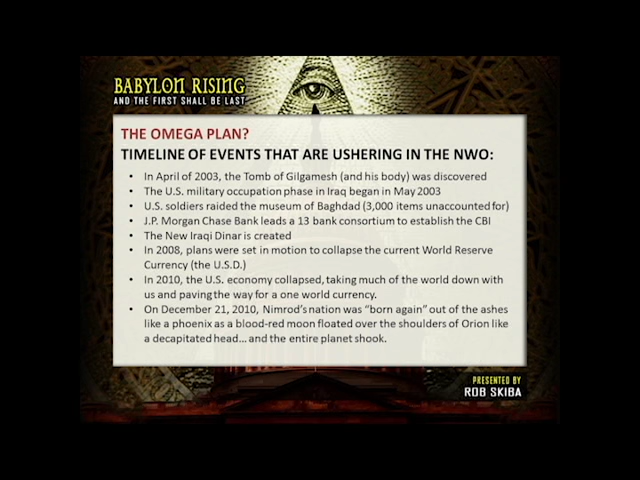 BABYLON RISING
AND THE FIRST SHALL BE LAST
THE OMEGA PLAN?
TIMELINE OF EVENTS THAT ARE USHERING IN THE NWO:
• In April of 2003, the Tomb of Gilgamesh (and his body) was discovered
• The U.S. military occupation phase in Iraq began in May 2003
• U.S. soldiers raided the museum of Baghdad (3,000 items unaccounted for)
• J.P. Morgan Chase Bank leads a 13 bank consortium to establish the CBI
• The New Iraqi Dinar is created
• In 2008, plans were set in motion to collapse the current World Reserve
Currency (the U.S.D.)
• In 2010, the U.S. economy collapsed, taking much of the world down with
us and paving the way for a one world currency.
• On December 21, 2010, Nimrod's nation was "born again" out of the ashes
like a phoenix as a blood-red moon floated over the shoulders of Orion like
a decapitated head... and the entire planet shook.
PRESENTED BY
ROB SKIBA